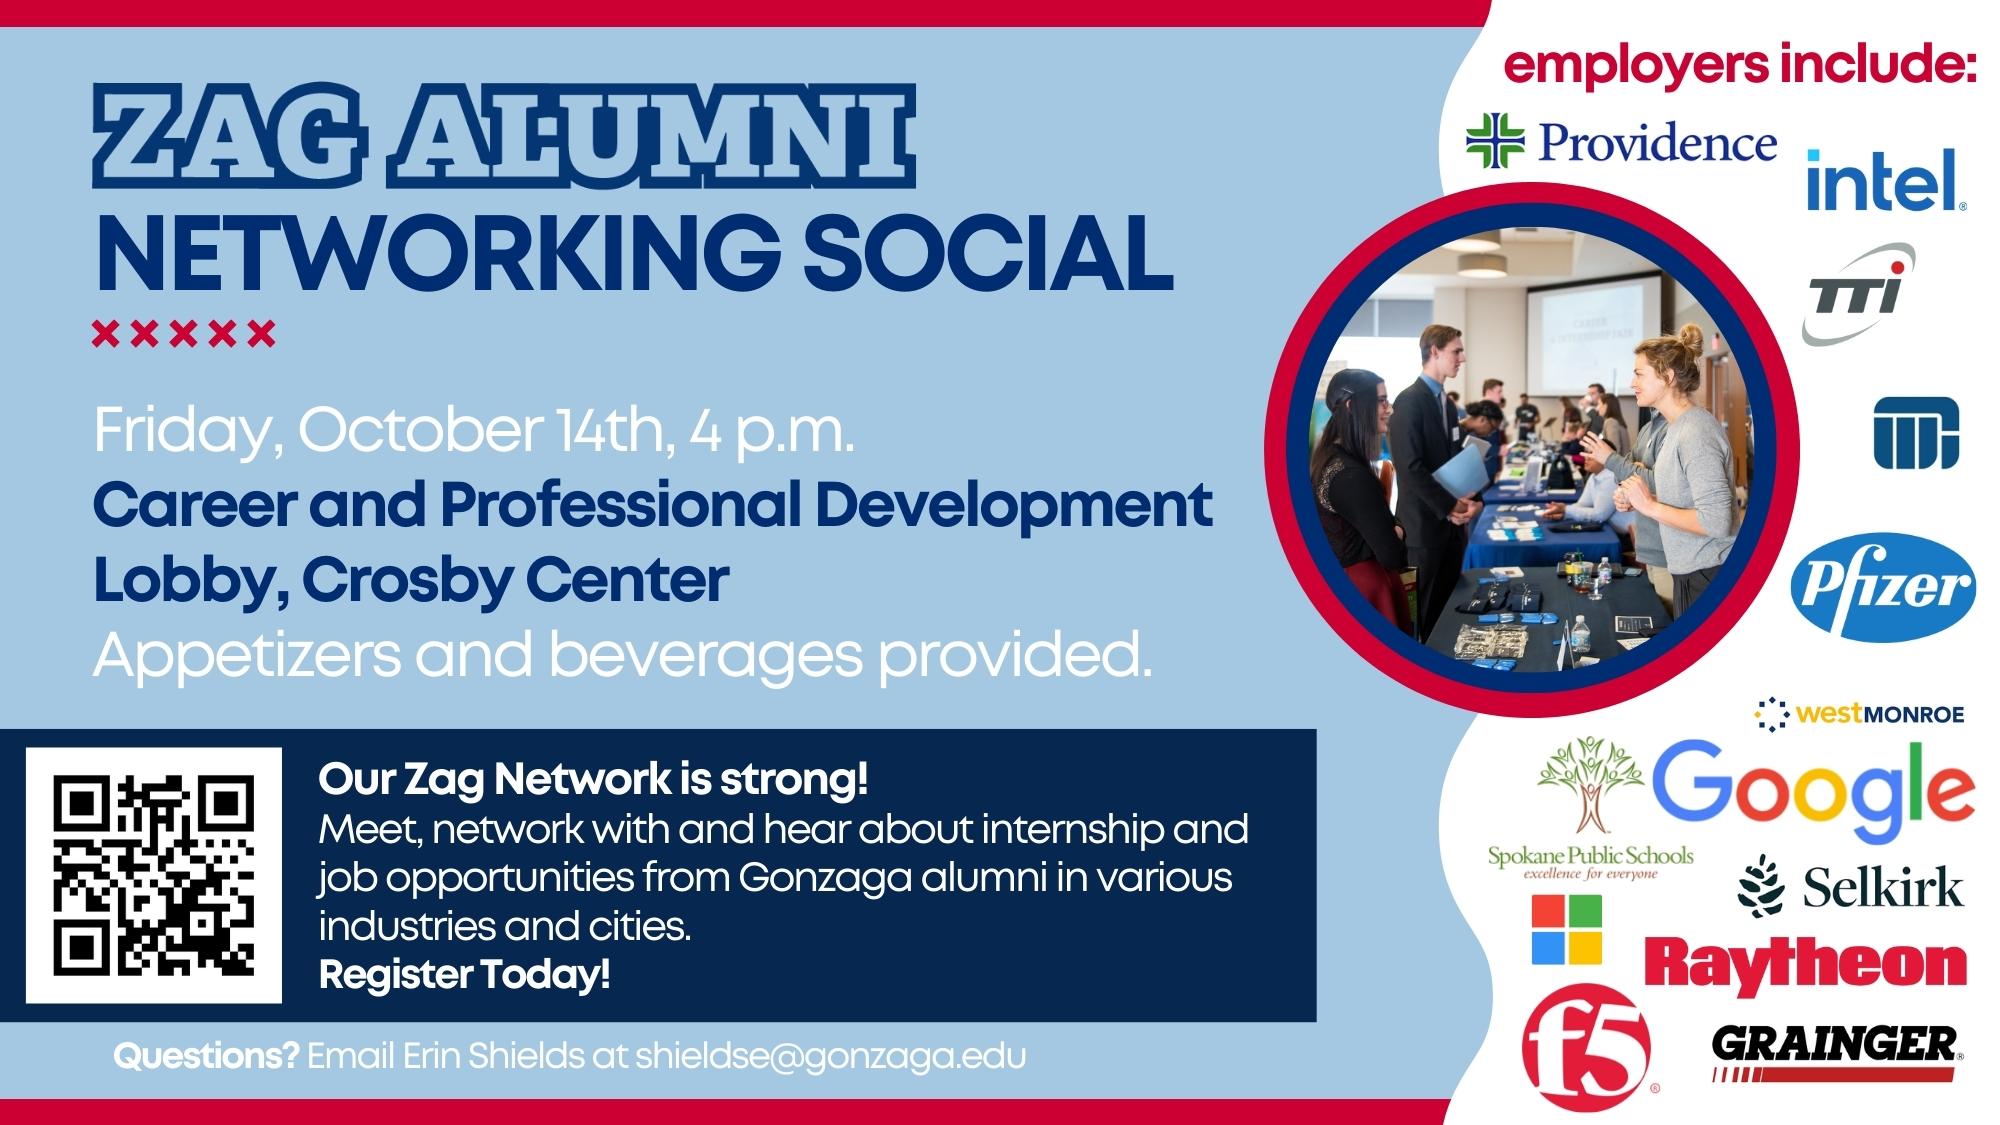 ZAG ALUMNI
NETWORKING SOCIAL
Friday, October 14th, 4 p.m.
Career and Professional Development
Lobby, Crosby Center
Appetizers and beverages provided.
Our Zag Network is strong!
Meet, network with and hear about internship and
job opportunities from Gonzaga alumni in various
industries and cities.
Register Today!
Questions? Email Erin Shields at shieldse@gonzaga.edu
employers include:
Providence
intel®
TTi
Pfizer
westMONROE
Google
Spokane Public Schools
excellence for everyone
Selkirk
Raytheon
f5®
GRAINGER®